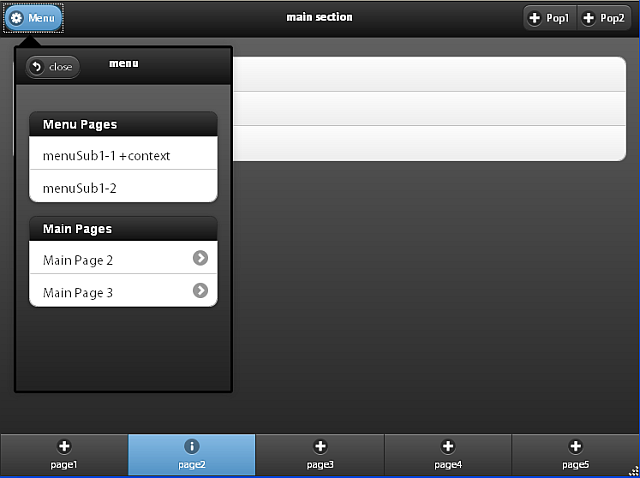 Menu
main section
Pop1
Pop2
close
menu
Menu Pages
menuSub1-1 +context
menuSub1-2
Main Pages
Main Page 2
Main Page 3
page1
page2
page3
page4
page5